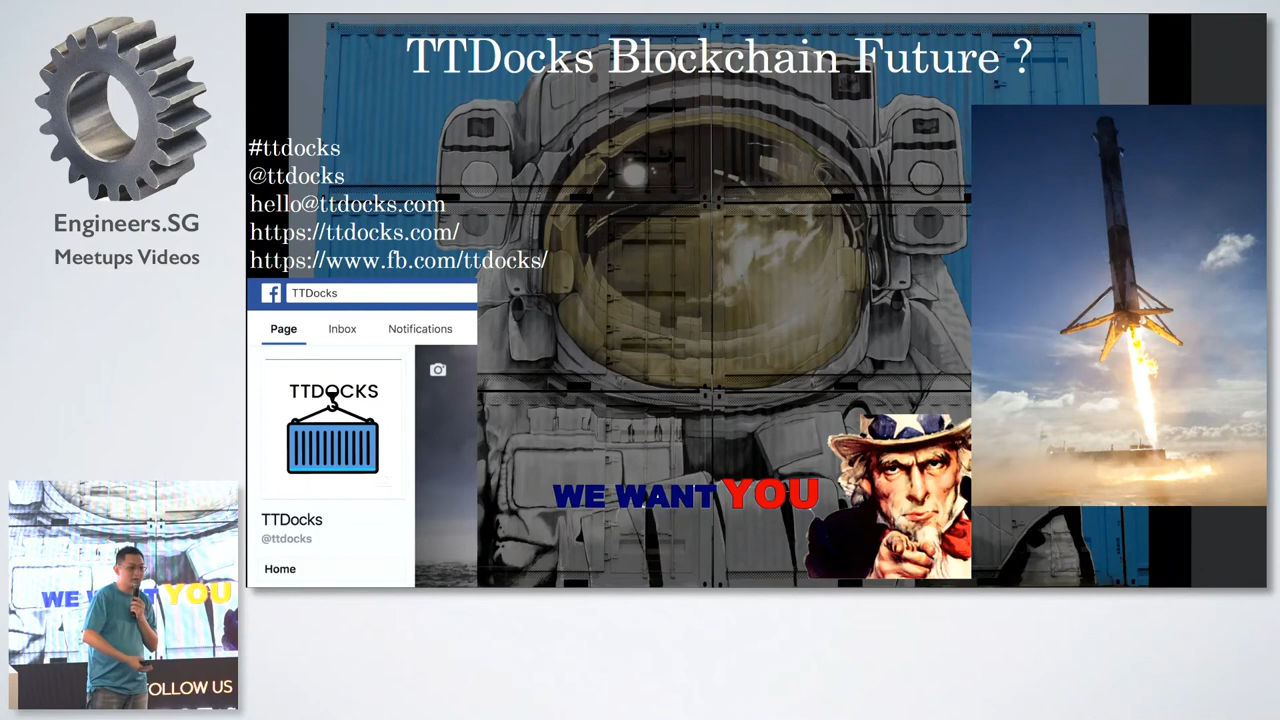 Engineers.SG
Meetups Videos
TTDocks Blockchain Future ?
#ttdocks
@ttdocks
hello@ttdocks.com
https://ttdocks.com/
https://www.fb.com/ttdocks/
TTDocks
Page Inbox Notifications
TTDOCKS
TTDocks
@ttdocks
Home
WE WANT YOU
WE YOU
FOLLOW US